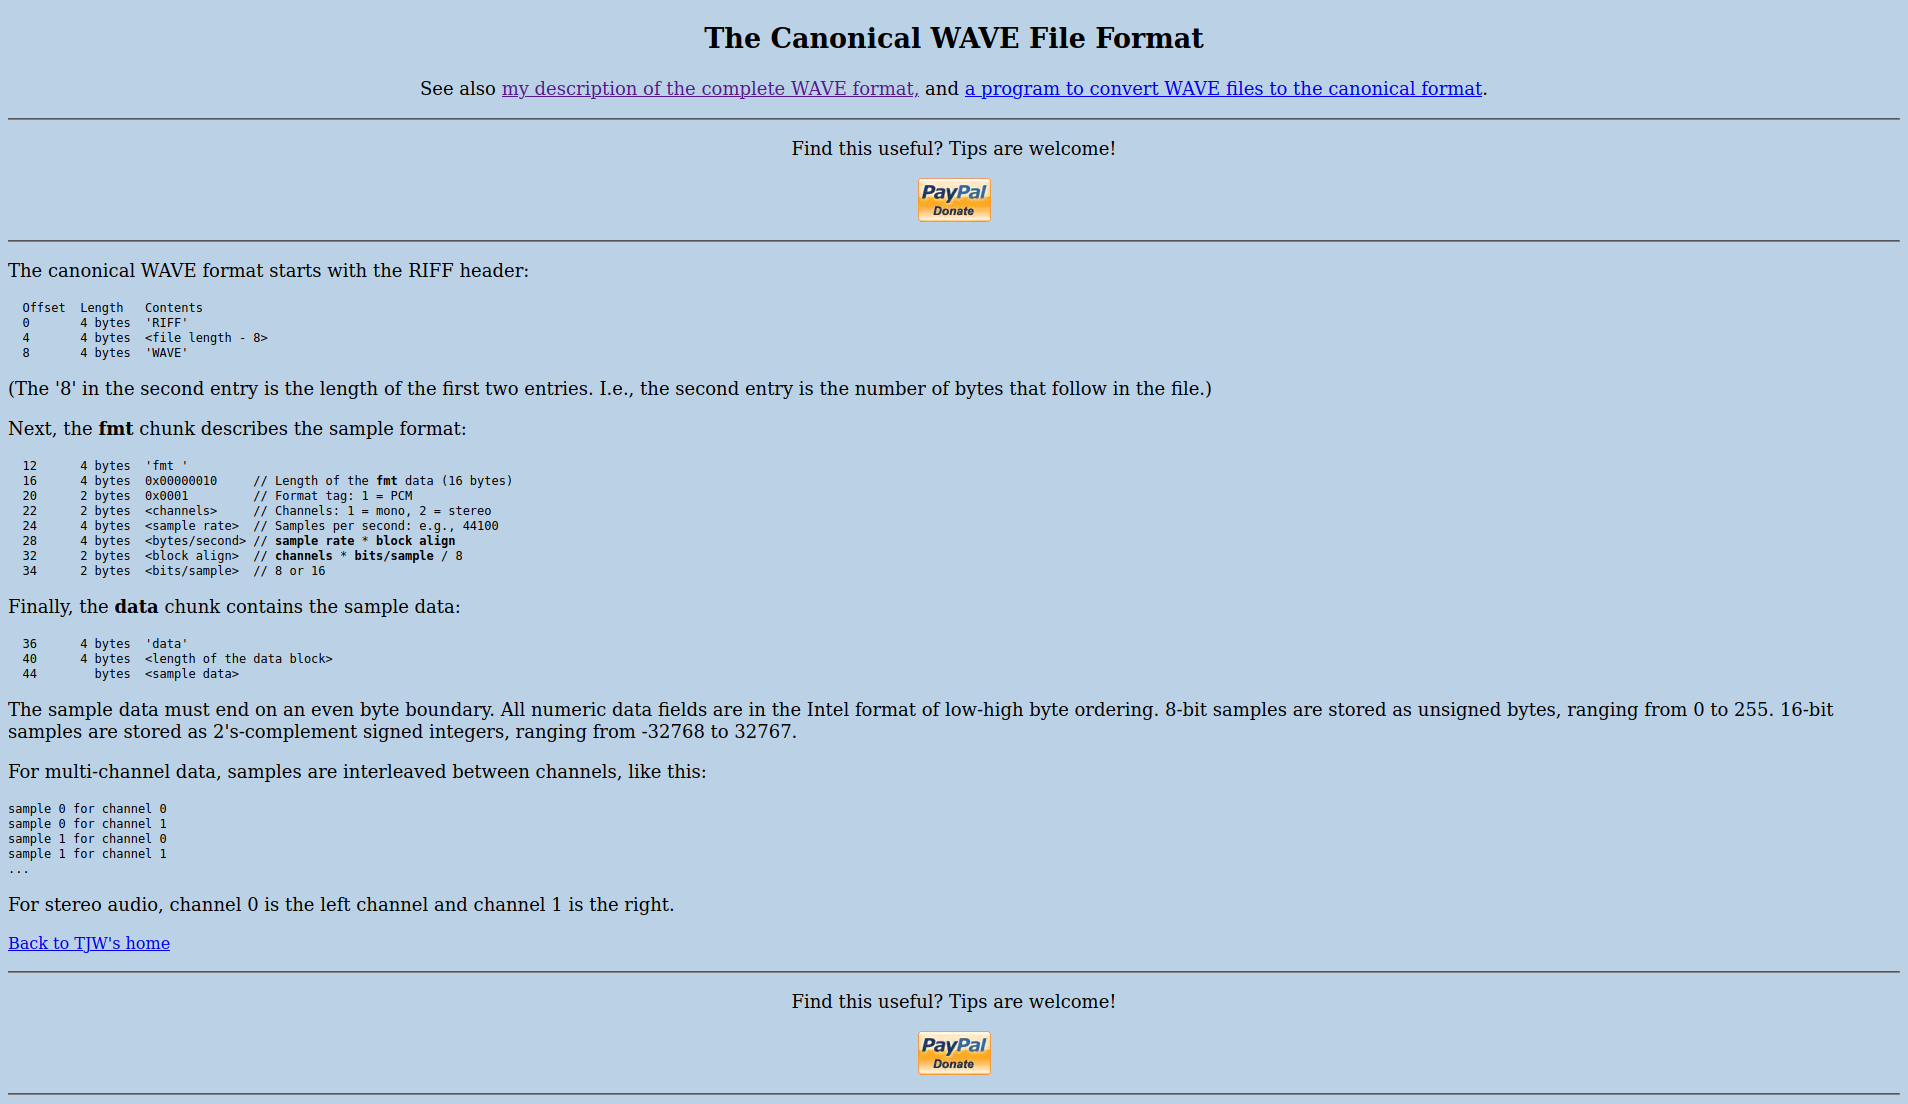 The Canonical WAVE File Format
See also my description of the complete WAVE format, and a program to convert WAVE files to the canonical format.
Find this useful? Tips are welcome!
PayPal
Donate
The canonical WAVE format starts with the RIFF header:
Offset  Length   Contents
0       4 bytes  'RIFF'
4       4 bytes  <file length - 8>
8       4 bytes  'WAVE'
(The '8' in the second entry is the length of the first two entries. I.e., the second entry is the number of bytes that follow in the file.)
Next, the fmt chunk describes the sample format:
12      4 bytes  'fmt '
16      4 bytes  0x00000010     // Length of the fmt data (16 bytes)
20      2 bytes  0x0001         // Format tag: 1 = PCM
22      2 bytes  <channels>     // Channels: 1 = mono, 2 = stereo
24      4 bytes  <sample rate>  // Samples per second: e.g., 44100
28      4 bytes  <bytes/second> // sample rate * block align
32      2 bytes  <block align>  // channels * bits/sample / 8
34      2 bytes  <bits/sample>  // 8 or 16
Finally, the data chunk contains the sample data:
36      4 bytes  'data'
40      4 bytes  <length of the data block>
44        bytes  <sample data>
The sample data must end on an even byte boundary. All numeric data fields are in the Intel format of low-high byte ordering. 8-bit samples are stored as unsigned bytes, ranging from 0 to 255. 16-bit
samples are stored as 2's-complement signed integers, ranging from -32768 to 32767.
For multi-channel data, samples are interleaved between channels, like this:
sample 0 for channel 0
sample 0 for channel 1
sample 1 for channel 0
sample 1 for channel 1
...
For stereo audio, channel 0 is the left channel and channel 1 is the right.
Back to TJW's home
Find this useful? Tips are welcome!
PayPal
Donate